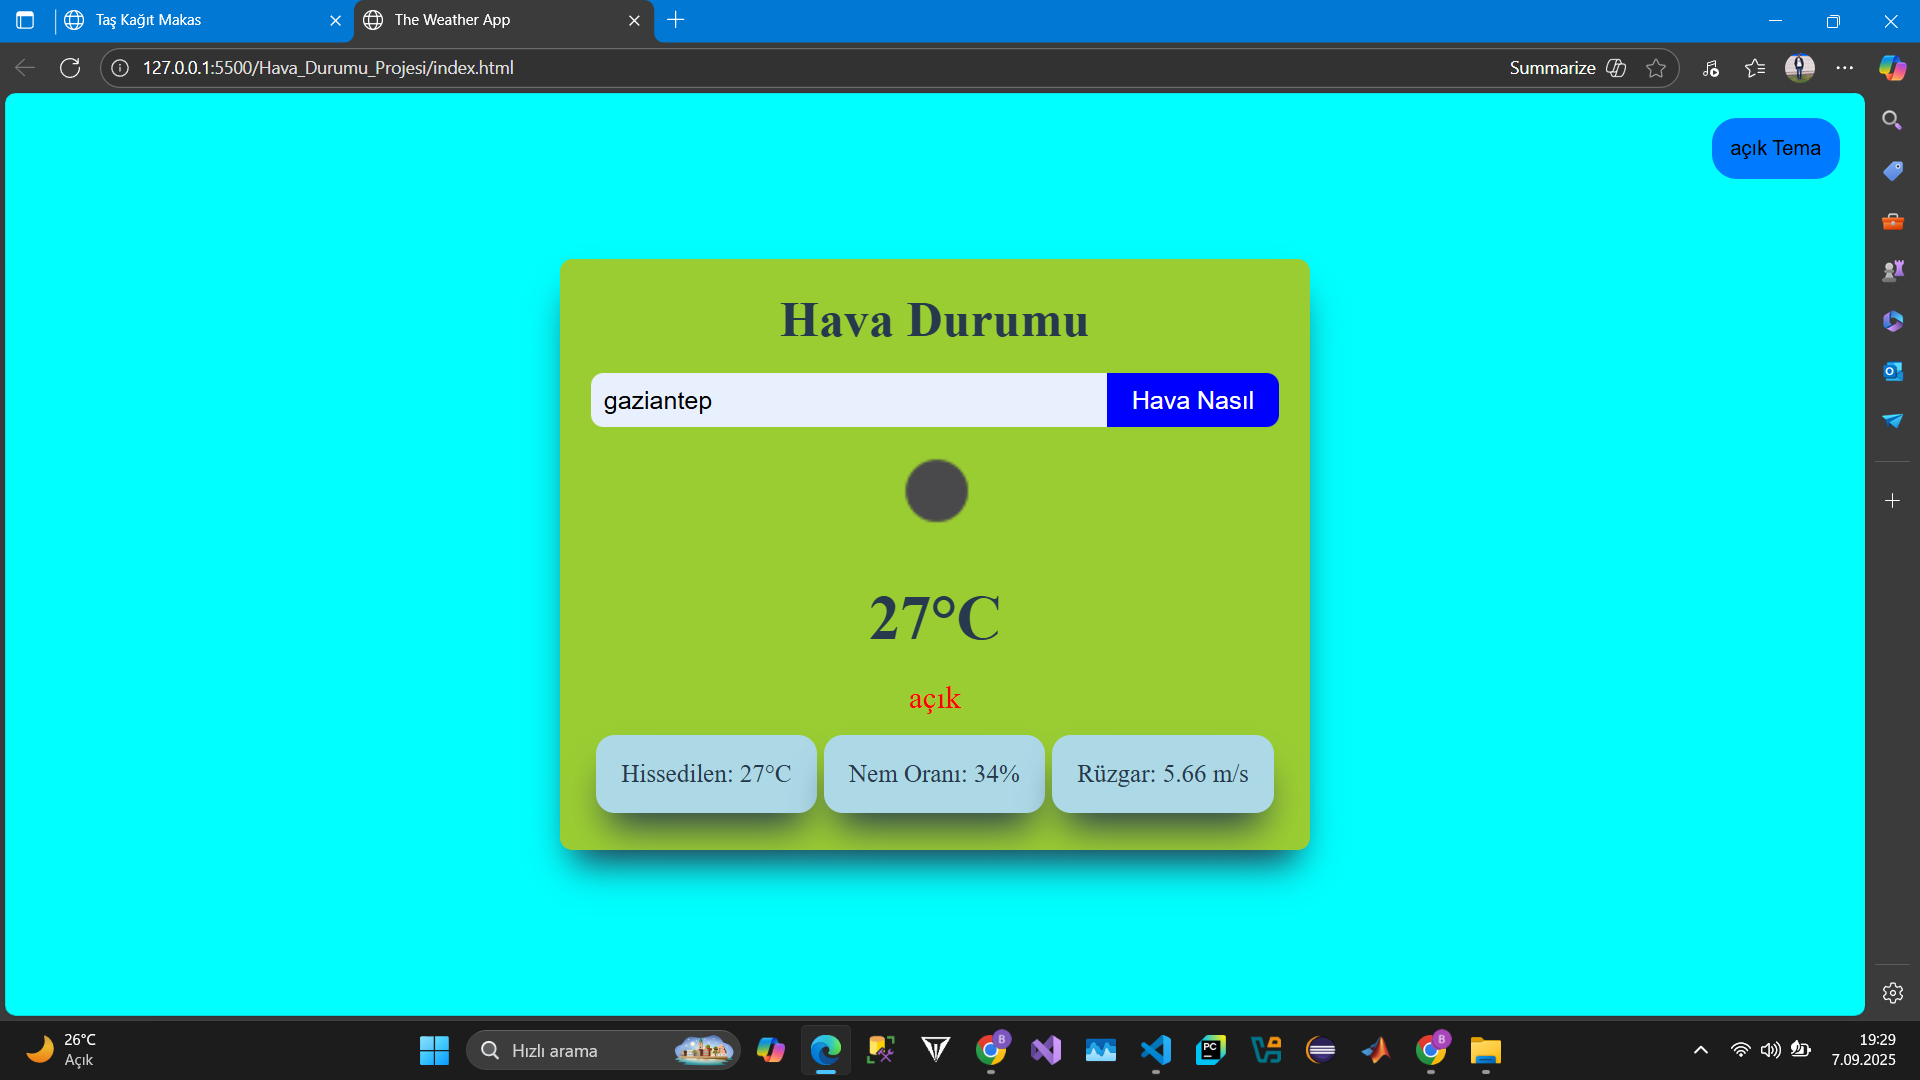 Taş Kağıt Makas
The Weather App
127.0.0.1:5500/Hava_Durumu_Projesi/index.html
Summarize
açık Tema
Hava Durumu
gaziantep
Hava Nasıl
27°C
açık
Hissedilen: 27°C
Nem Oranı: 34%
Rüzgar: 5.66 m/s
26°C
Açık
Hızlı arama
B
PC
B
19:29
7.09.2025